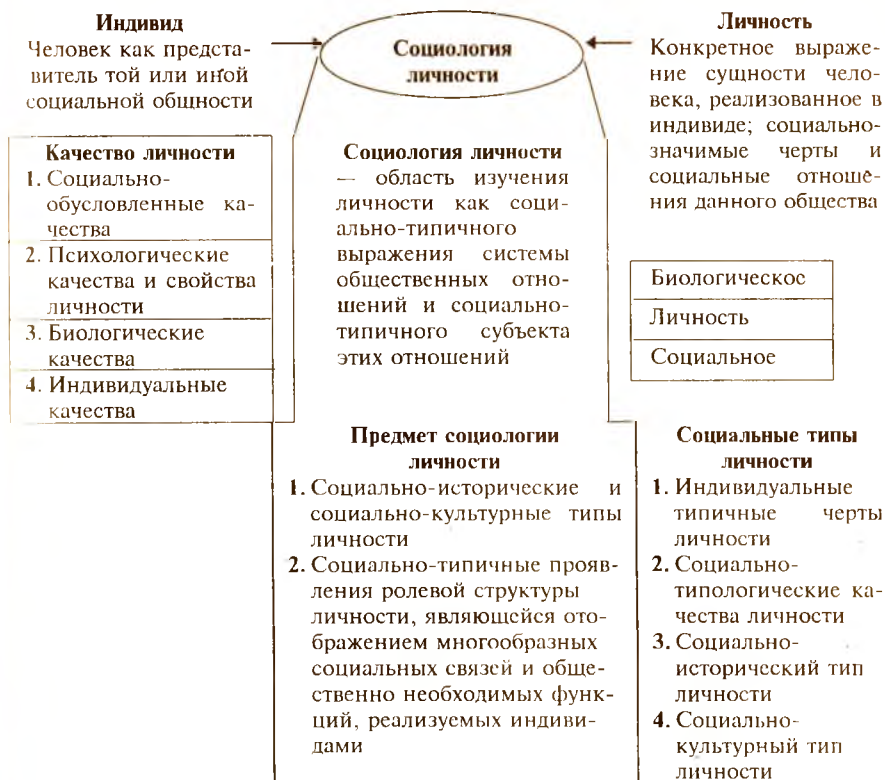 Индивид
Человек как предста-
витель той или иной
социальной общности
Социология
личности
Личность
Конкретное выраже-
ние сущности чело-
века, реализованное в
индивиде; социально-
значимые черты и
социальные отноше-
ния данного общества
Качество личности
1. Социально-
обусловленные ка-
чества
2. Психологические
качества и свойства
личности
3. Биологические
качества
4. Индивидуальные
качества
Социология личности
— область изучения
личности как соци-
ально-типичного
выражения системы
общественных отно-
шений и социально-
типичного субъекта
этих отношений
Биологическое
Личность
Социальное
Предмет социологии
личности
1. Социально-исторические и
социально-культурные типы
личности
2. Социально-типичные прояв-
ления ролевой структуры
личности, являющейся ото-
бражением многообразных
социальных связей и обще-
ственно необходимых функ-
ций, реализуемых индиви-
дами
Социальные типы
личности
1. Индивидуальные
типичные черты
личности
2. Социально-
типологические ка-
чества личности
3. Социально-
исторический тип
личности
4. Социально-
культурный тип
личности